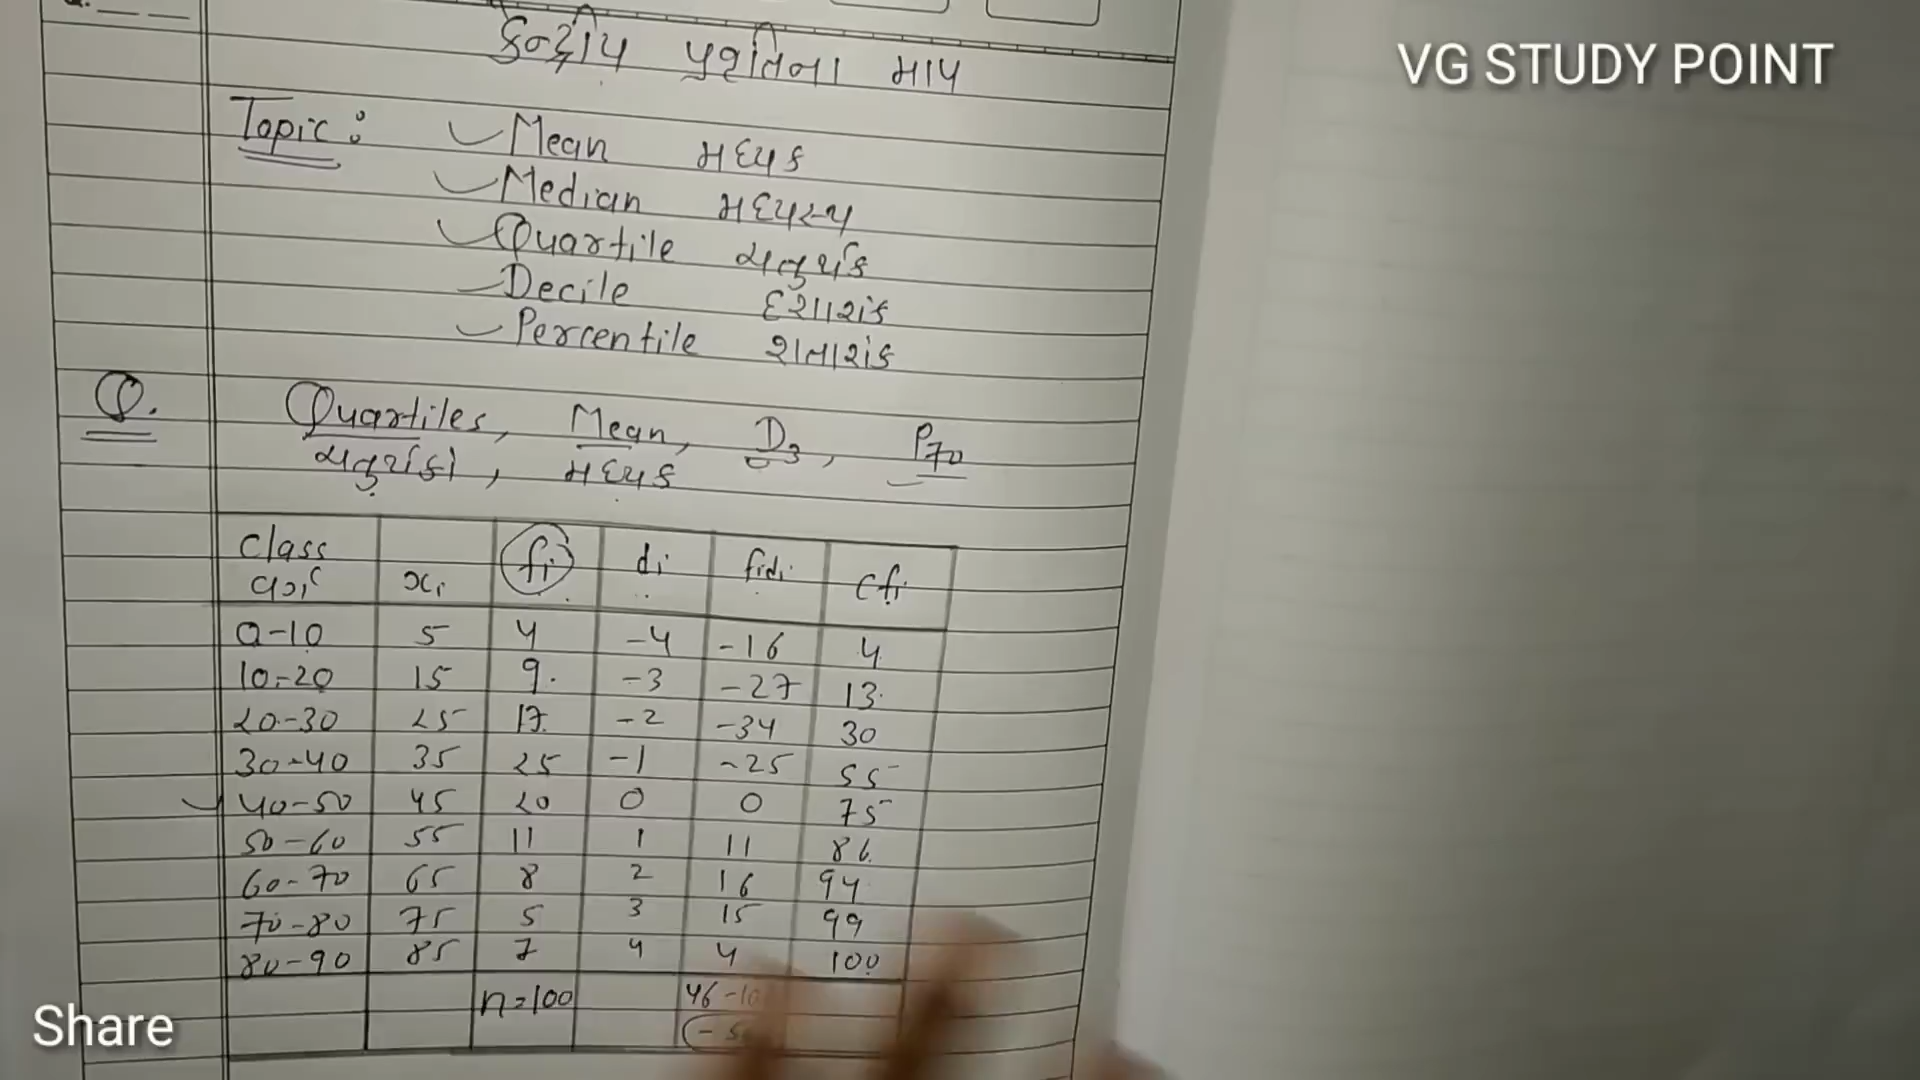 VG STUDY POINT
કેન્દ્રીય પ્રશાતિના માપ
Topic: Mean મધ્યક
Median મધ્યસ્થ
Quartile ચતુર્થક
Decile દશાંશક
Percentile શતાંશક
Q. Quartiles, Mean, D3, P70
ચતુર્થકો, મધ્યક
Class
વર્ગ xi fi di fidi cfi
0-10 5 4 -4 -16 4
10-20 15 9 -3 -27 13
20-30 25 17 -2 -34 30
30-40 35 25 -1 -25 55
40-50 45 20 0 0 75
50-60 55 11 1 11 86
60-70 65 8 2 16 94
70-80 75 5 3 15 99
80-90 85 7 4 4 100
n=100 46-10
Share